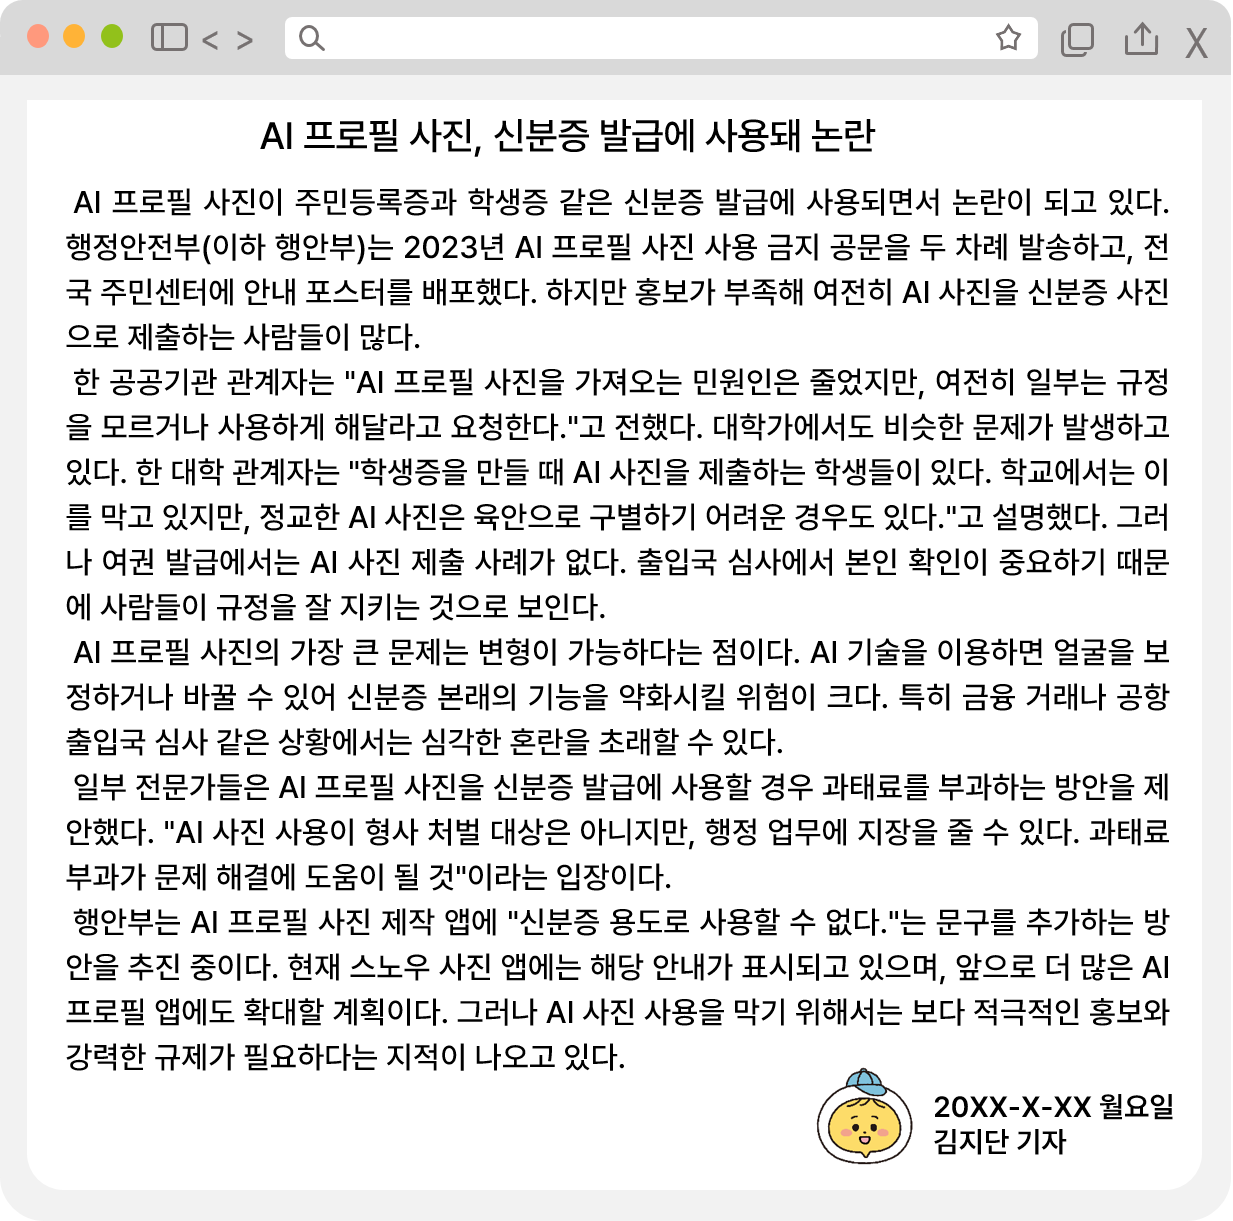 AI 프로필 사진, 신분증 발급에 사용돼 논란
AI 프로필 사진이 주민등록증과 학생증 같은 신분증 발급에 사용되면서 논란이 되고 있다.
행정안전부(이하 행안부)는 2023년 AI 프로필 사진 사용 금지 공문을 두 차례 발송하고, 전
국 주민센터에 안내 포스터를 배포했다. 하지만 홍보가 부족해 여전히 AI 사진을 신분증 사진
으로 제출하는 사람들이 많다.
한 공공기관 관계자는 "AI 프로필 사진을 가져오는 민원인은 줄었지만, 여전히 일부는 규정
을 모르거나 사용하게 해달라고 요청한다."고 전했다. 대학가에서도 비슷한 문제가 발생하고
있다. 한 대학 관계자는 "학생증을 만들 때 AI 사진을 제출하는 학생들이 있다. 학교에서는 이
를 막고 있지만, 정교한 AI 사진은 육안으로 구별하기 어려운 경우도 있다."고 설명했다. 그러
나 여권 발급에서는 AI 사진 제출 사례가 없다. 출입국 심사에서 본인 확인이 중요하기 때문
에 사람들이 규정을 잘 지키는 것으로 보인다.
AI 프로필 사진의 가장 큰 문제는 변형이 가능하다는 점이다. AI 기술을 이용하면 얼굴을 보
정하거나 바꿀 수 있어 신분증 본래의 기능을 약화시킬 위험이 크다. 특히 금융 거래나 공항
출입국 심사 같은 상황에서는 심각한 혼란을 초래할 수 있다.
일부 전문가들은 AI 프로필 사진을 신분증 발급에 사용할 경우 과태료를 부과하는 방안을 제
안했다. "AI 사진 사용이 형사 처벌 대상은 아니지만, 행정 업무에 지장을 줄 수 있다. 과태료
부과가 문제 해결에 도움이 될 것"이라는 입장이다.
행안부는 AI 프로필 사진 제작 앱에 "신분증 용도로 사용할 수 없다."는 문구를 추가하는 방
안을 추진 중이다. 현재 스노우 사진 앱에는 해당 안내가 표시되고 있으며, 앞으로 더 많은 AI
프로필 앱에도 확대할 계획이다. 그러나 AI 사진 사용을 막기 위해서는 보다 적극적인 홍보와
강력한 규제가 필요하다는 지적이 나오고 있다.
20XX-X-XX 월요일
김지단 기자